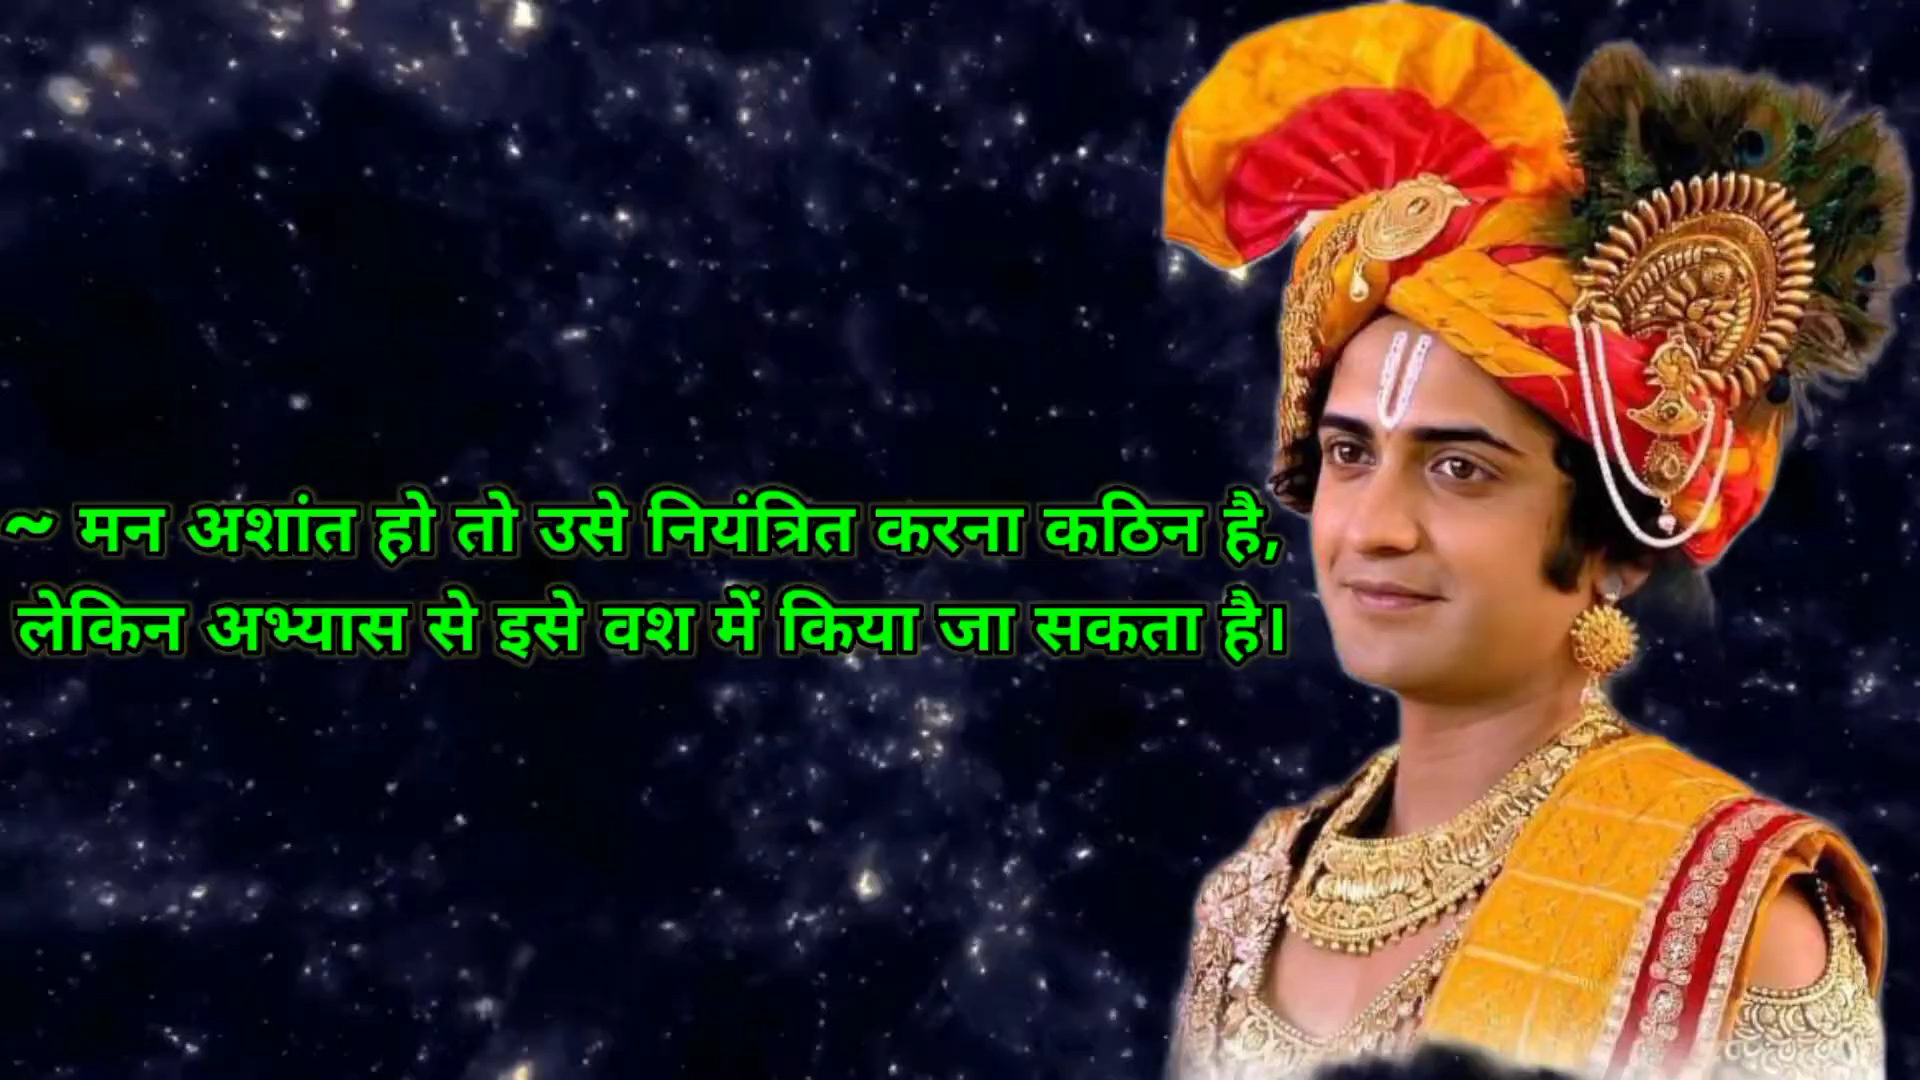 ~ मन अशांत हो तो उसे नियंत्रित करना कठिन है,
लेकिन अभ्यास से इसे वश में किया जा सकता है।